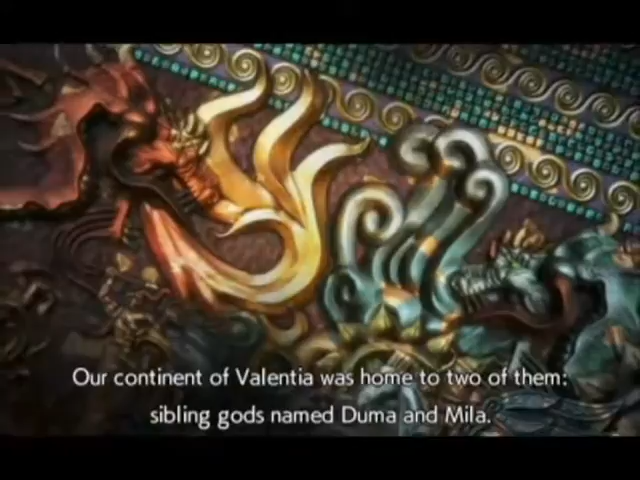 Our continent of Valentia was home to two of them:
sibling gods named Duma and Mila.